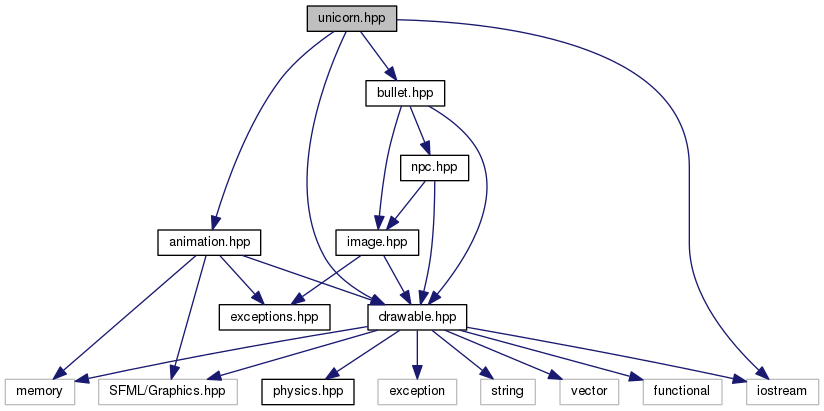 unicorn.hpp
bullet.hpp
npc.hpp
animation.hpp
image.hpp
exceptions.hpp
drawable.hpp
memory
SFML/Graphics.hpp
physics.hpp
exception
string
vector
functional
iostream